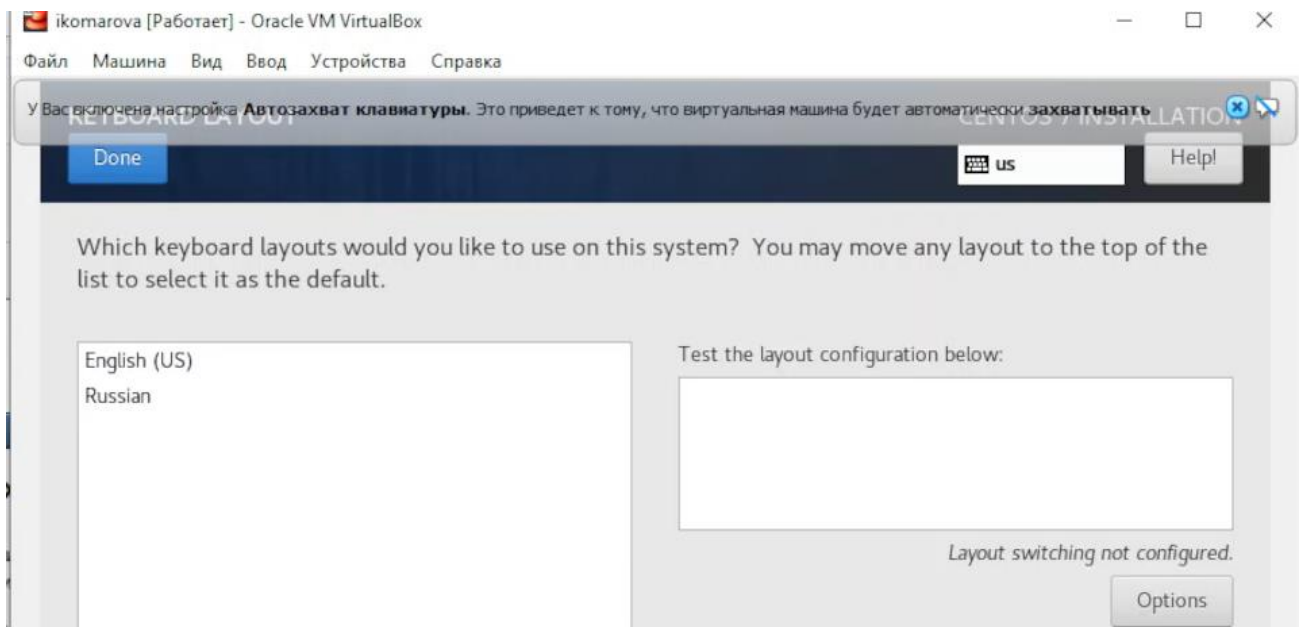 ikomarova [Работает] - Oracle VM VirtualBox
Файл Машина Вид Ввод Устройства Справка
У Вас включена настройка Автозахват клавиатуры. Это приведет к тому, что виртуальная машина будет автоматически захватывать
KEYBOARD LAYOUT CENTOS 7 INSTALLATION
Done us Help!
Which keyboard layouts would you like to use on this system? You may move any layout to the top of the
list to select it as the default.
English (US)
Russian
Test the layout configuration below:
Layout switching not configured.
Options